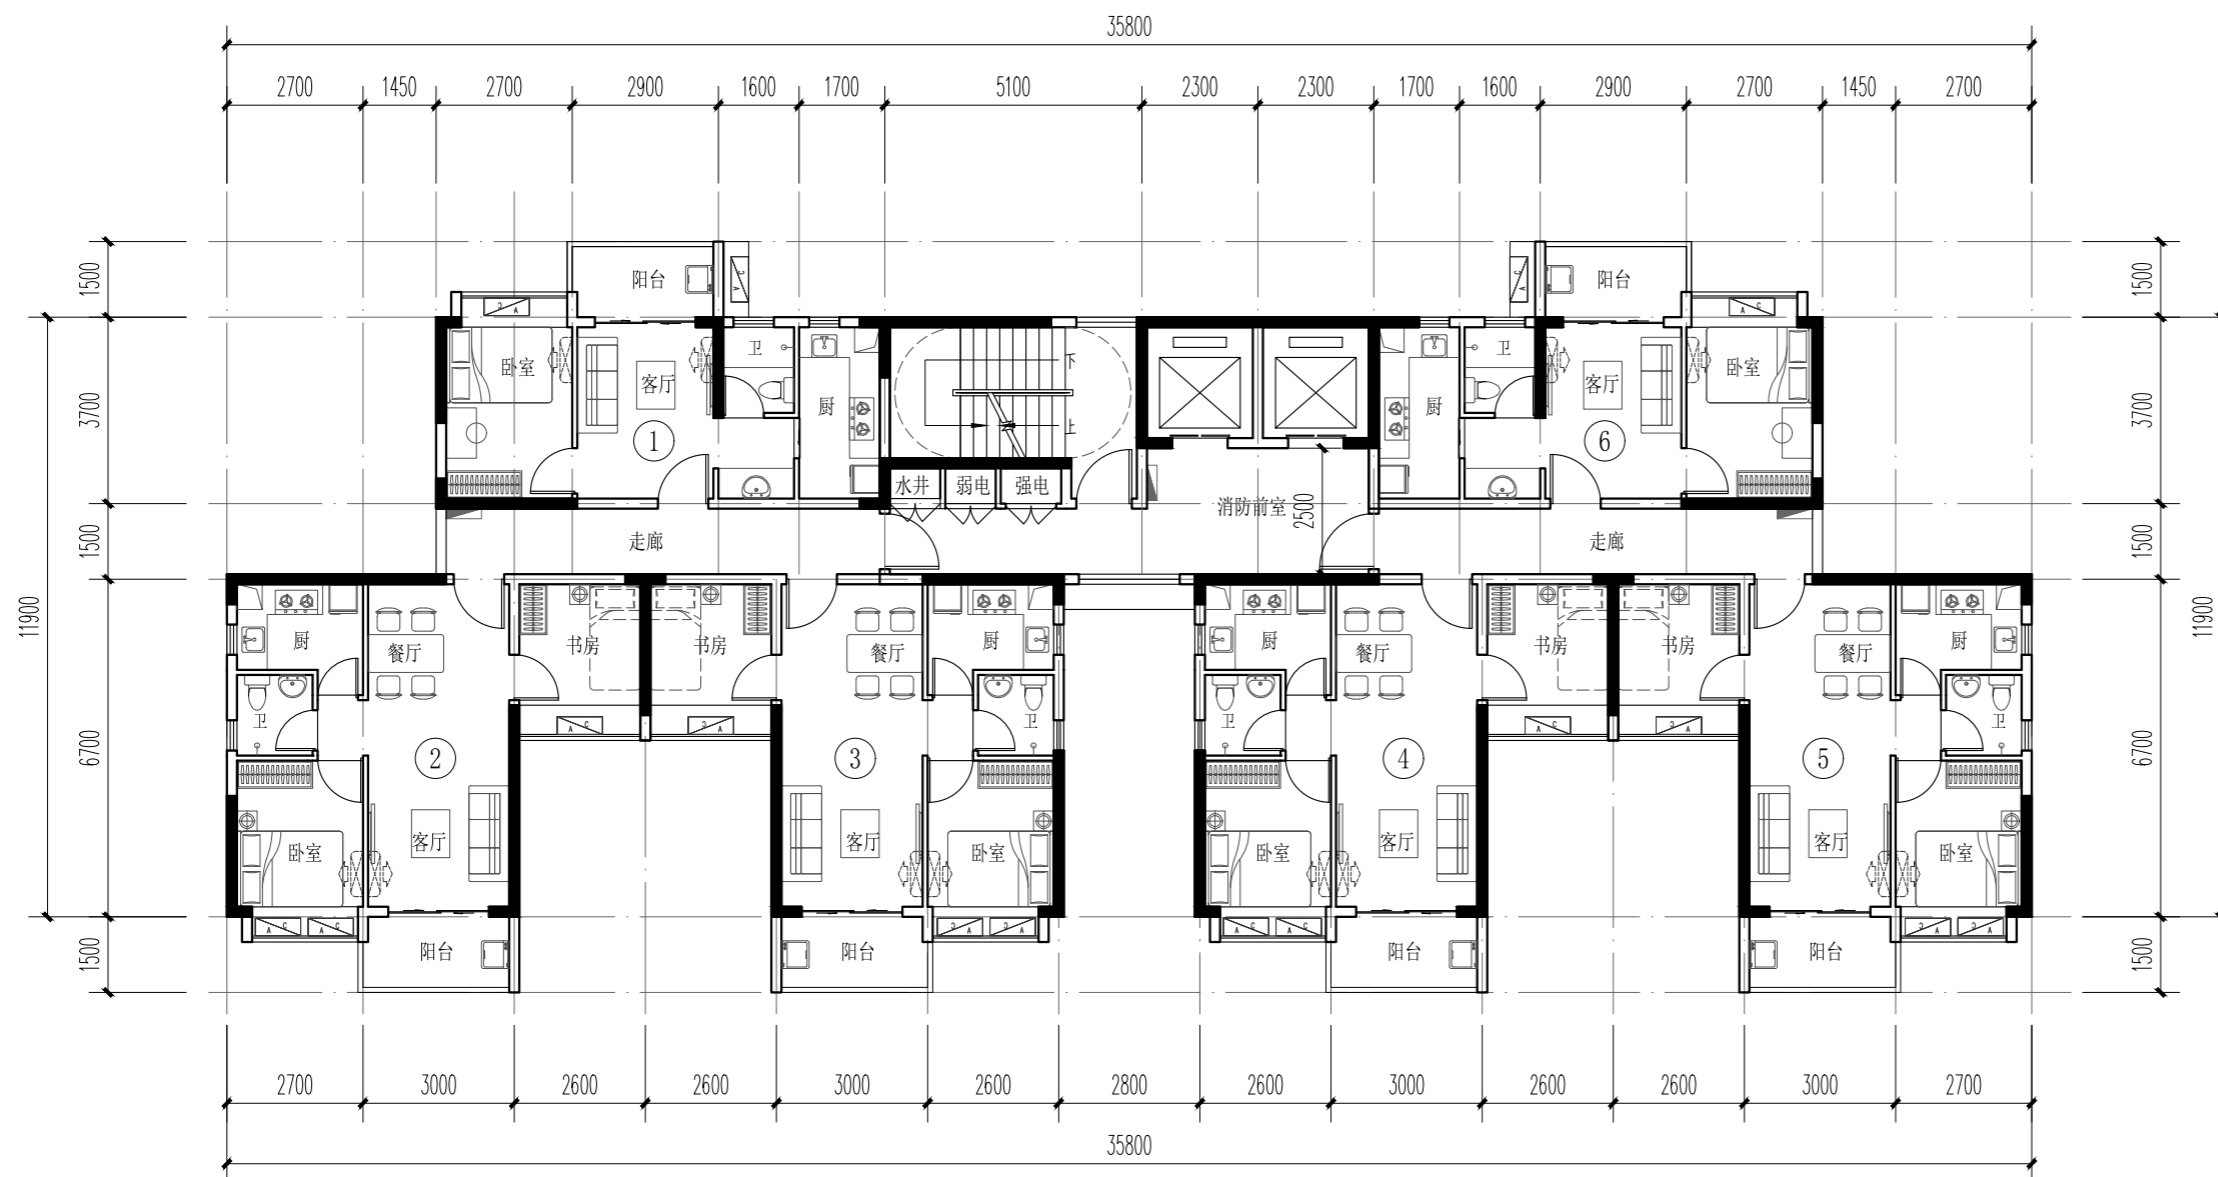 35800
2700 1450 2700 2900 1600 1700 5100 2300 2300 1700 1600 2900 2700 1450 2700
1500 阳台 阳台 1500
卧室 客厅 卫 厨 下 厨 卫 客厅 卧室
3700 上 3700
1 6
水井 弱电 强电
消防前室 2500
1500 走廊 走廊 1500
11900 11900
厨 餐厅 书房 书房 餐厅 厨 厨 餐厅 书房 书房 餐厅 厨
卫 卫 卫 卫
6700 2 3 4 5 6700
卧室 客厅 客厅 卧室 卧室 客厅 客厅 卧室
1500 阳台 阳台 阳台 阳台 1500
2700 3000 2600 2600 3000 2600 2800 2600 3000 2600 2600 3000 2700
35800